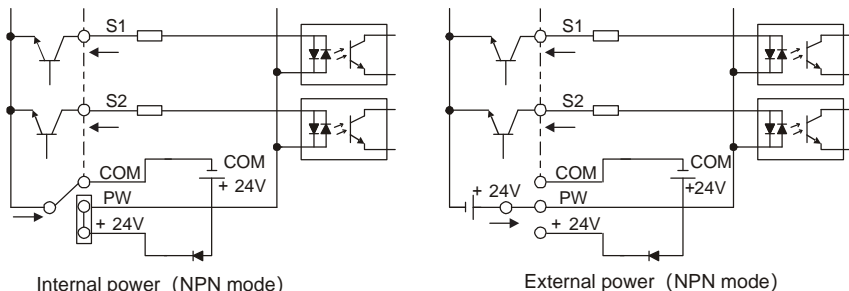 S1
S2
COM
COM
+ 24V
PW
+ 24V
Internal power（NPN mode）
S1
S2
COM
COM
+24V
+ 24V
PW
+ 24V
External power（NPN mode）